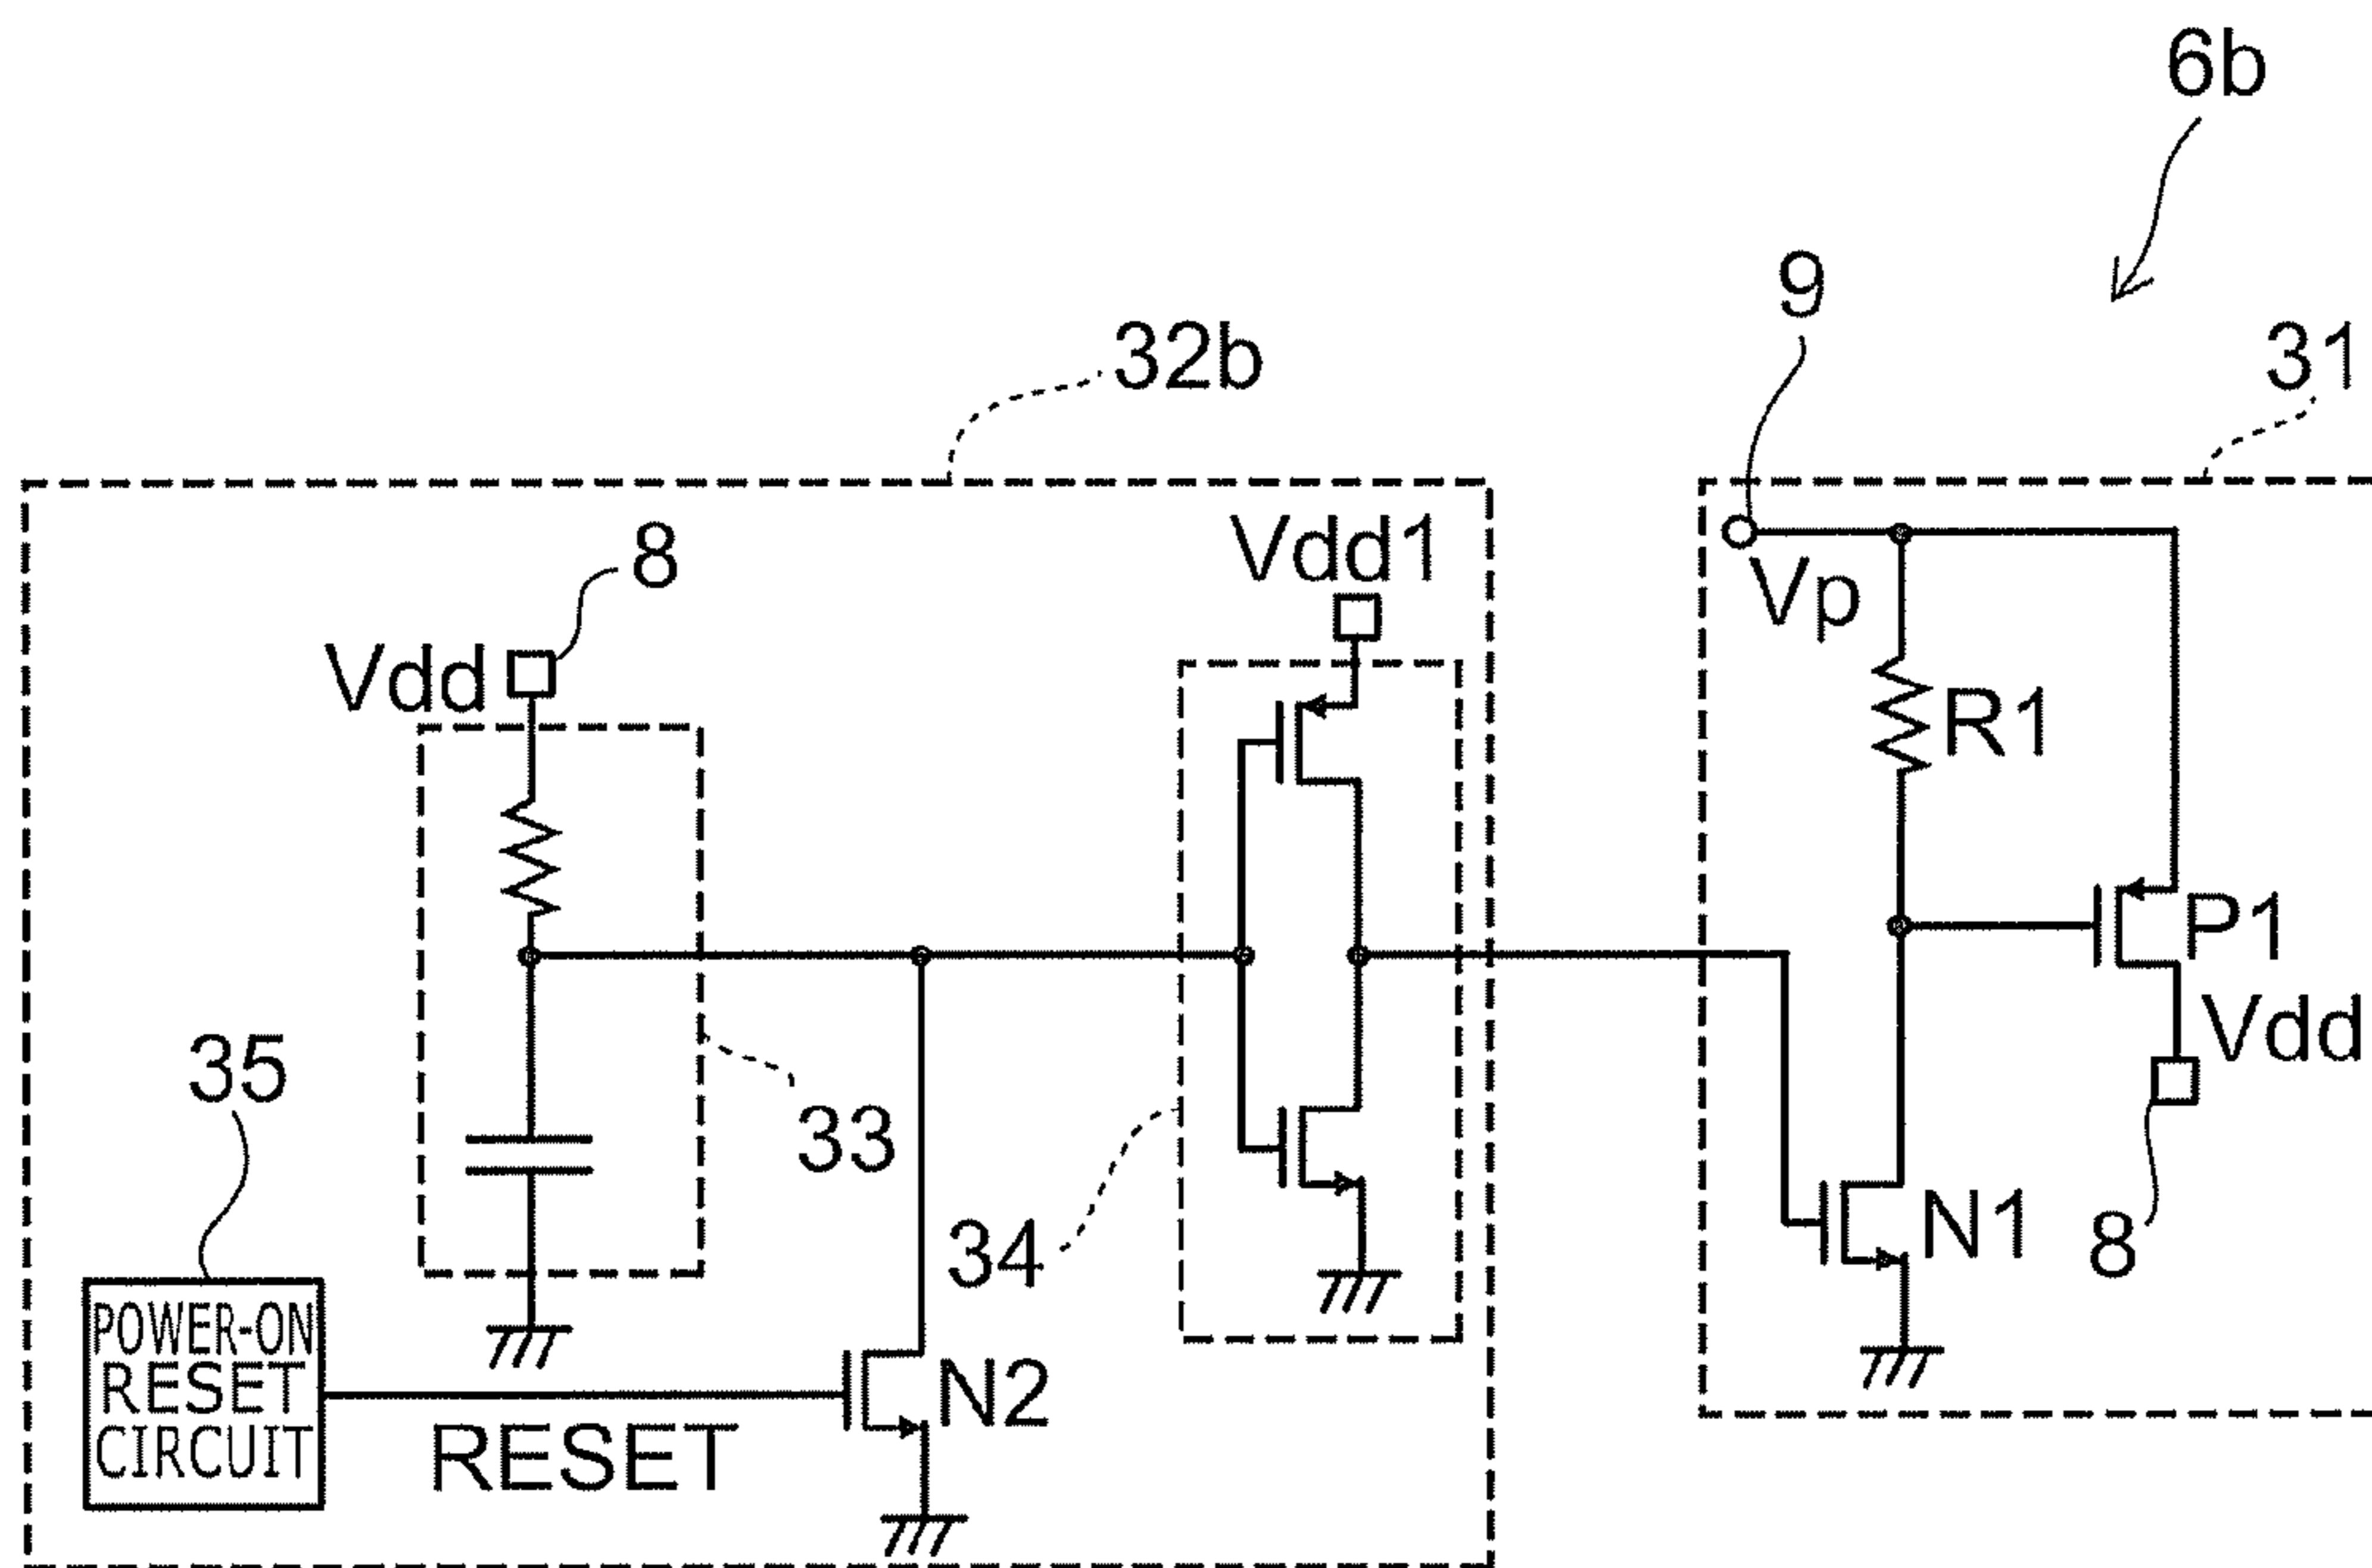 6b
9
32b
31
8
Vdd1
Vp
Vdd
R1
P1
35
Vdd
33
34
N1
8
POWER-ON
RESET
CIRCUIT
N2
RESET